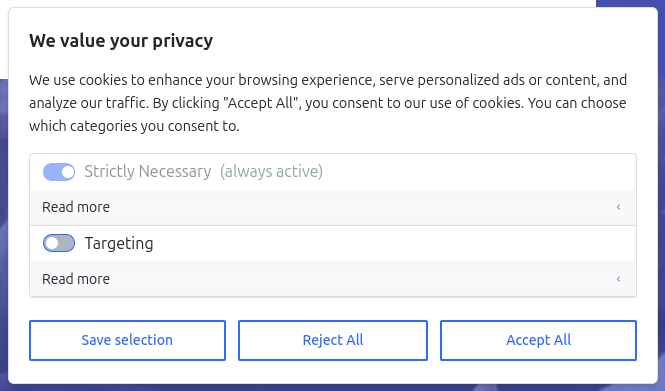 We value your privacy
We use cookies to enhance your browsing experience, serve personalized ads or content, and
analyze our traffic. By clicking "Accept All", you consent to our use of cookies. You can choose
which categories you consent to.
Strictly Necessary (always active)
Read more
Targeting
Read more
Save selection
Reject All
Accept All